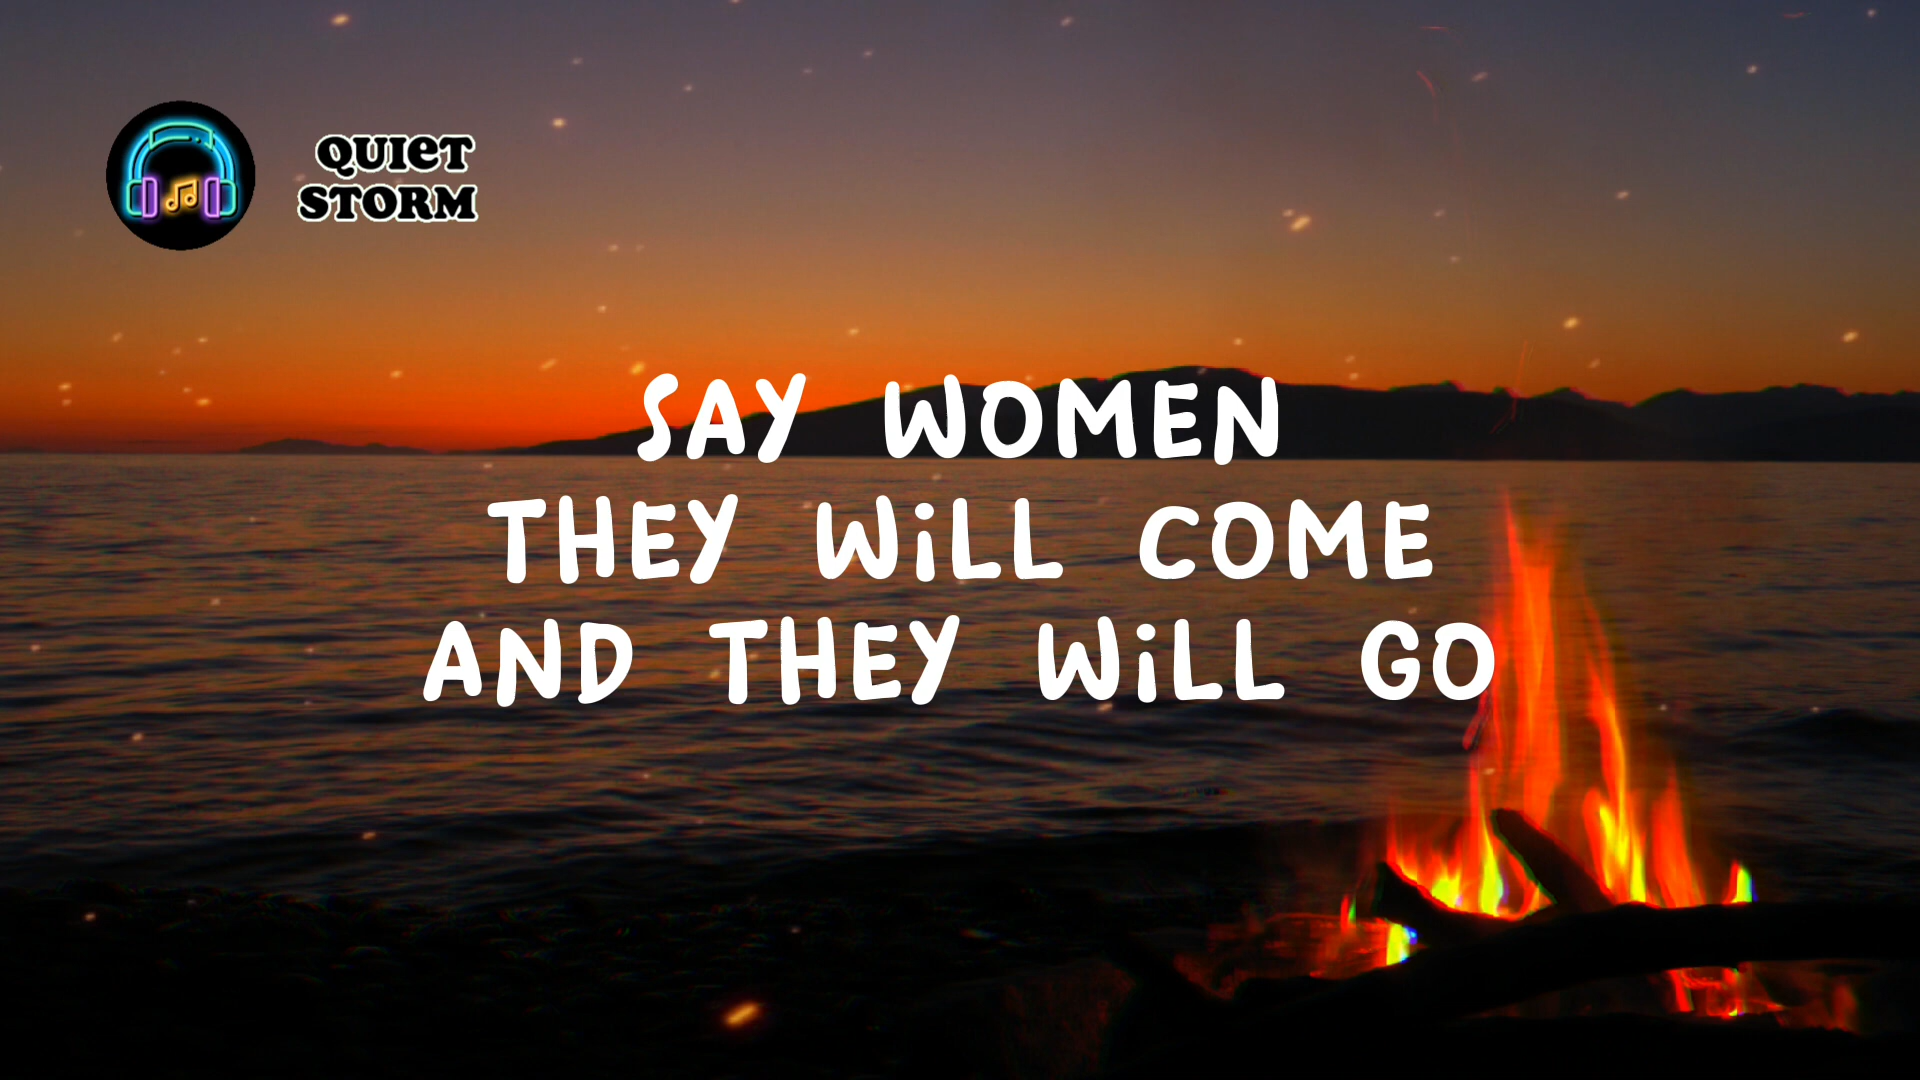 QUIET
STORM
SAY WOMEN
THEY WiLL COME
AND THEY WiLL GO